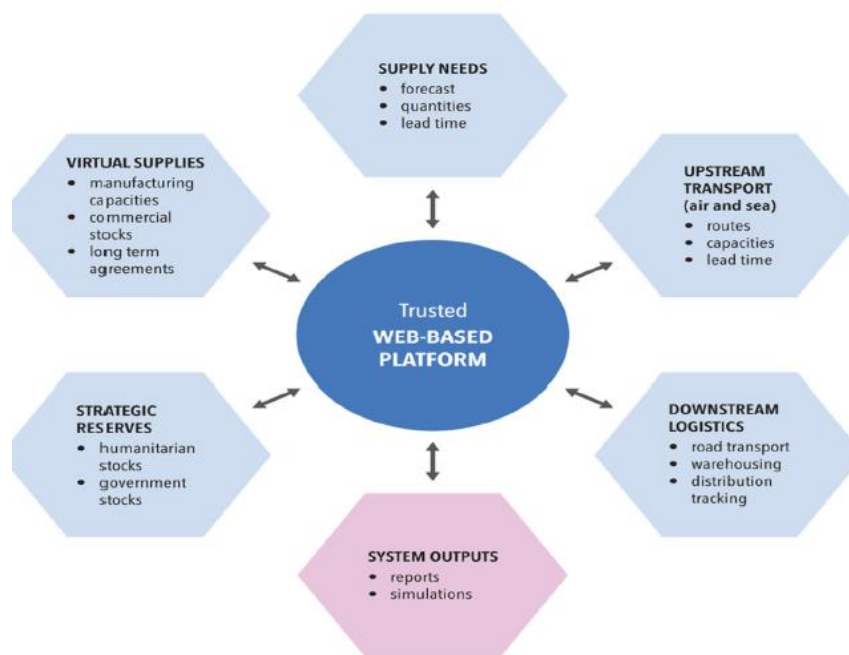 SUPPLY NEEDS
• forecast
• quantities
• lead time
VIRTUAL SUPPLIES
• manufacturing
capacities
• commercial
stocks
• long term
agreements
UPSTREAM
TRANSPORT
(air and sea)
• routes
• capacities
• lead time
Trusted
WEB-BASED
PLATFORM
STRATEGIC
RESERVES
• humanitarian
stocks
• government
stocks
DOWNSTREAM
LOGISTICS
• road transport
• warehousing
• distribution
tracking
SYSTEM OUTPUTS
• reports
• simulations